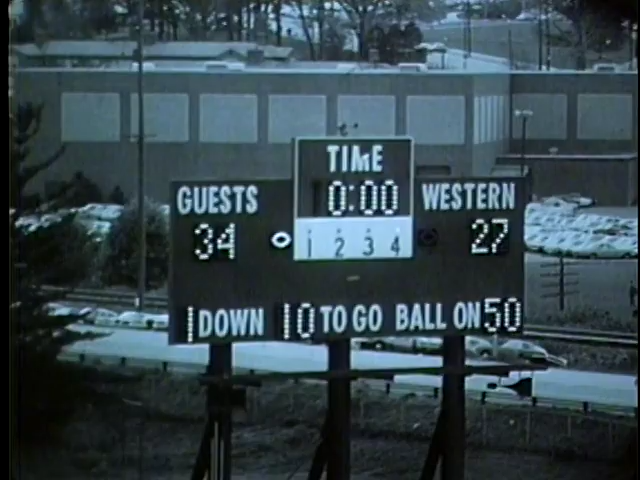 TIME
0:00
GUESTS
WESTERN
34
1 2 3 4
27
1 DOWN 10 TO GO BALL ON 50